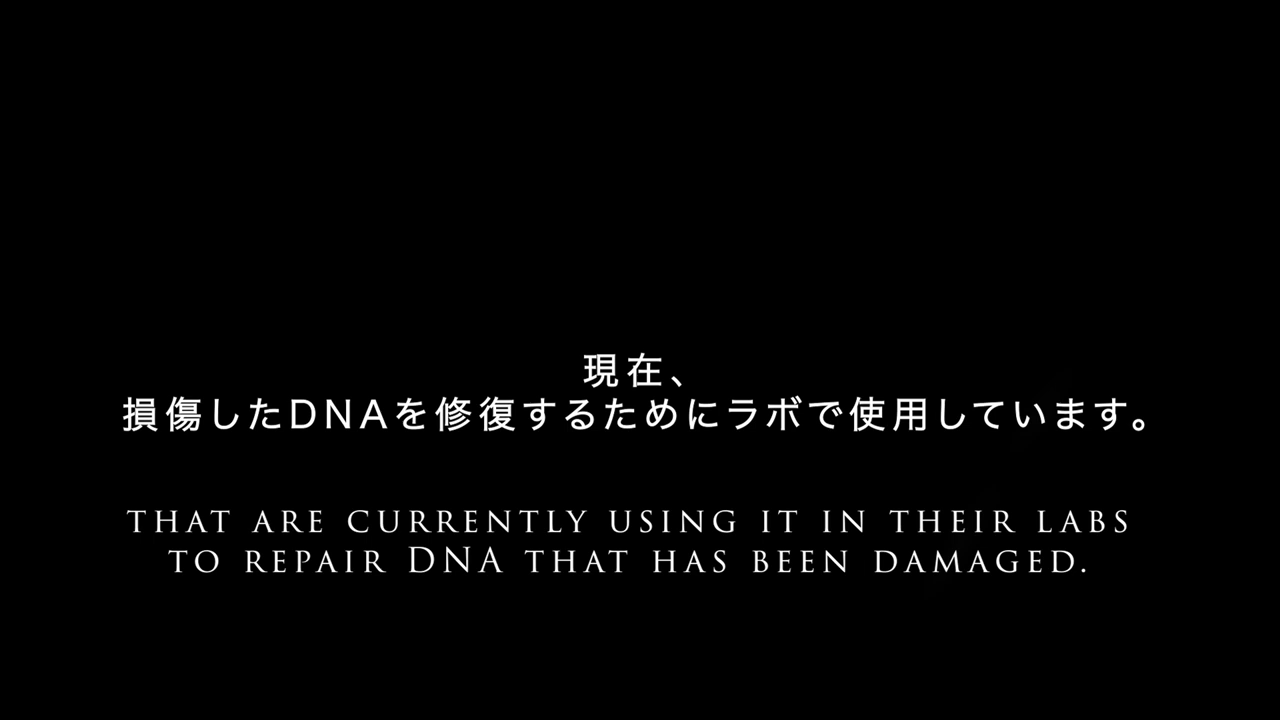 現在、
損傷したDNAを修復するためにラボで使用しています。
THAT ARE CURRENTLY USING IT IN THEIR LABS
TO REPAIR DNA THAT HAS BEEN DAMAGED.